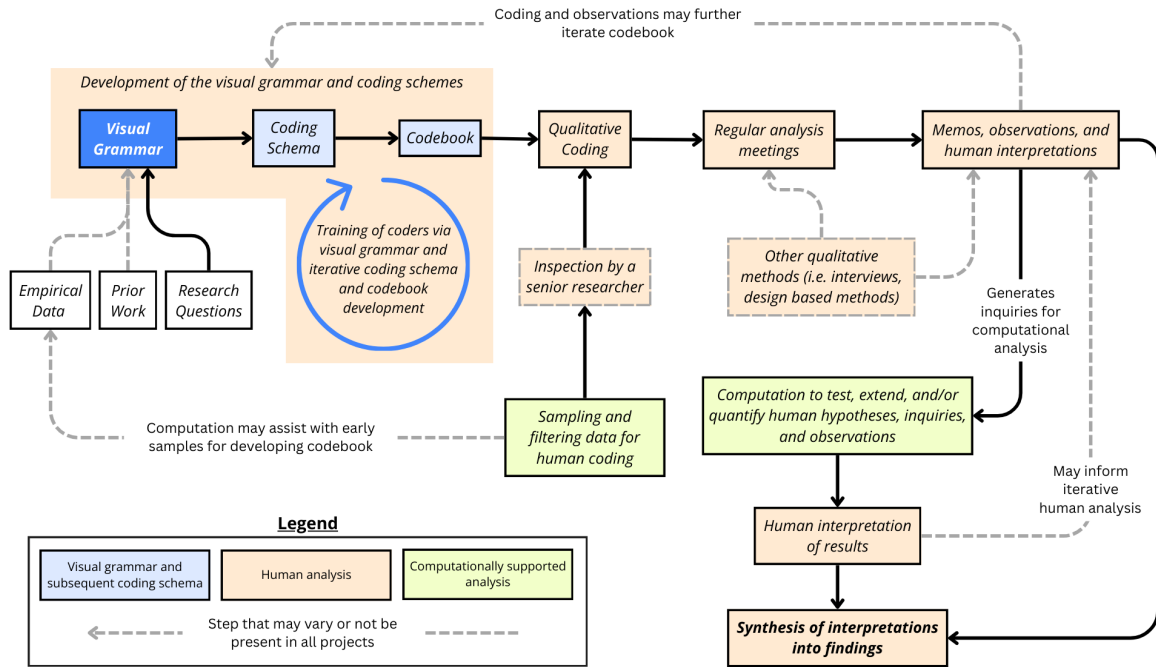 Coding and observations may further
iterate codebook
Development of the visual grammar and coding schemes
Visual
Grammar
Coding
Schema
Codebook
Qualitative
Coding
Regular analysis
meetings
Memos, observations, and
human interpretations
Training of coders via
visual grammar and
iterative coding schema
and codebook
development
Empirical
Data
Prior
Work
Research
Questions
Inspection by a
senior researcher
Other qualitative
methods (i.e. interviews,
design based methods)
Generates
inquiries for
computational
analysis
Computation may assist with early
samples for developing codebook
Sampling and
filtering data for
human coding
Computation to test, extend, and/or
quantify human hypotheses, inquiries,
and observations
May inform
iterative
human analysis
Human interpretation
of results
Synthesis of interpretations
into findings
Legend
Visual grammar and
subsequent coding schema
Human analysis
Computationally supported
analysis
Step that may vary or not be
present in all projects